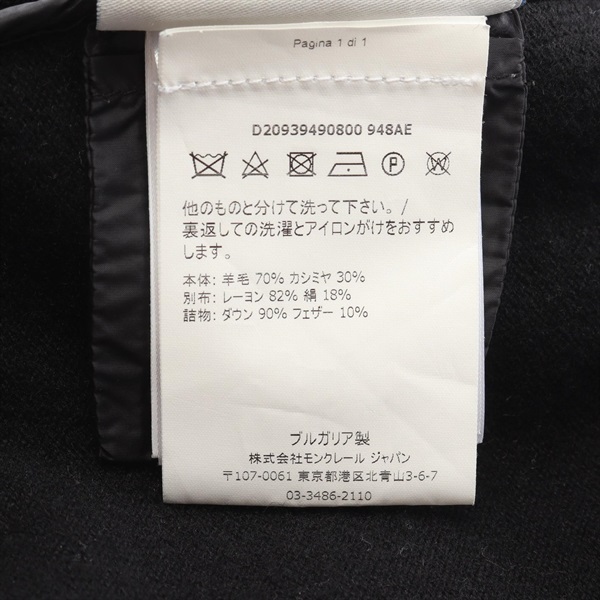 Pagina 1 di 1
D20939490800 948AE
P
W
他のものと分けて洗って下さい。/
裏返しての洗濯とアイロンがけをおすすめ
します。
本体: 羊毛 70% カシミヤ 30%
別布: レーヨン 82% 絹 18%
詰物: ダウン 90% フェザー 10%
ブルガリア製
株式会社モンクレール ジャパン
〒107-0061 東京都港区北青山3-6-7
03-3486-2110